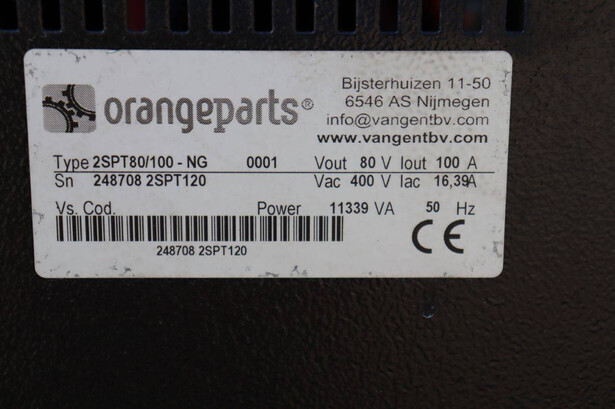 orangeparts®
Bijsterhuizen 11-50
6546 AS Nijmegen
info@vangentbv.com
www.vangentbv.com
Type 2SPT80/100 - NG 0001 Vout 80 V Iout 100 A
Sn 248708 2SPT120 Vac 400 V Iac 16,39A
Vs. Cod. Power 11339 VA 50 Hz
248708 2SPT120
CE